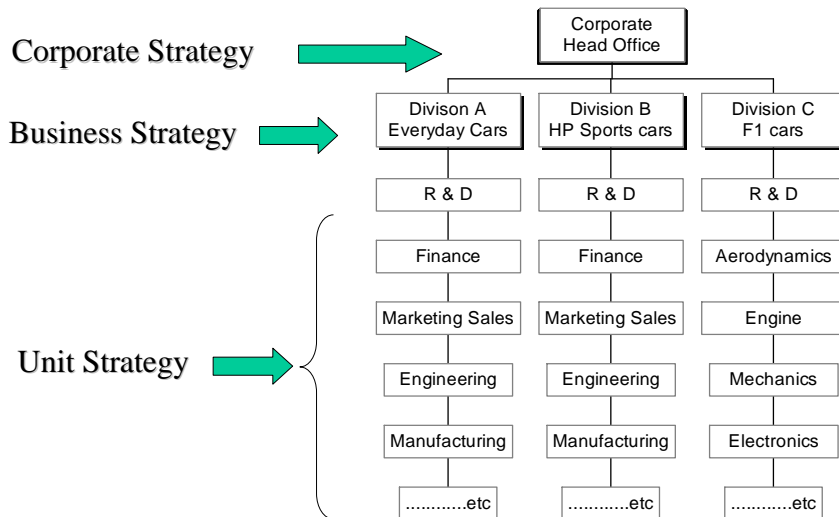 Corporate Strategy
Corporate
Head Office
Business Strategy
Divison A
Everyday Cars
Division B
HP Sports cars
Division C
F1 cars
R & D
R & D
R & D
Finance
Finance
Aerodynamics
Marketing Sales
Marketing Sales
Engine
Unit Strategy
Engineering
Engineering
Mechanics
Manufacturing
Manufacturing
Electronics
............etc
............etc
............etc